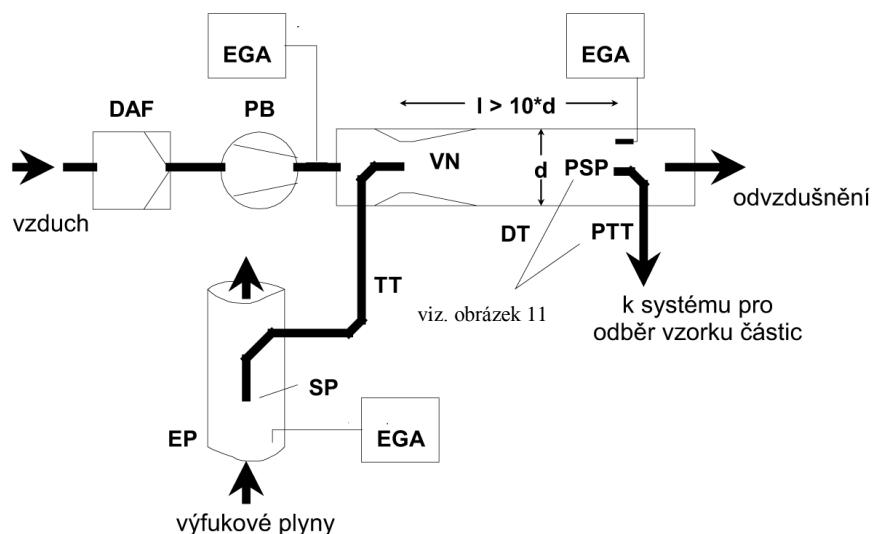 EGA
EGA
DAF
PB
l > 10*d
VN
d
PSP
vzduch
odvzdušnění
DT
PTT
TT
viz. obrázek 11
k systému pro
odběr vzorku částic
SP
EP
EGA
výfukové plyny